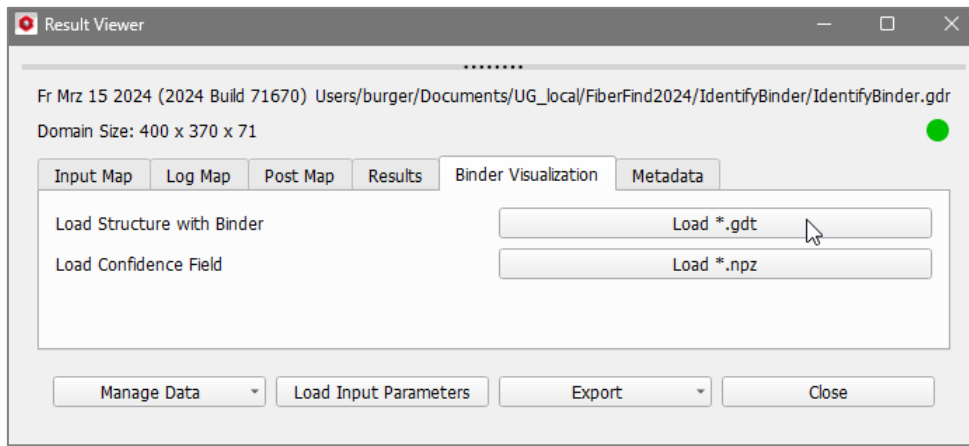 Result Viewer
Fr Mrz 15 2024 (2024 Build 71670) Users/burger/Documents/UG_local/FiberFind2024/IdentifyBinder/IdentifyBinder.gdr
Domain Size: 400 x 370 x 71
Input Map Log Map Post Map Results Binder Visualization Metadata
Load Structure with Binder Load *.gdt
Load Confidence Field Load *.npz
Manage Data Load Input Parameters Export Close